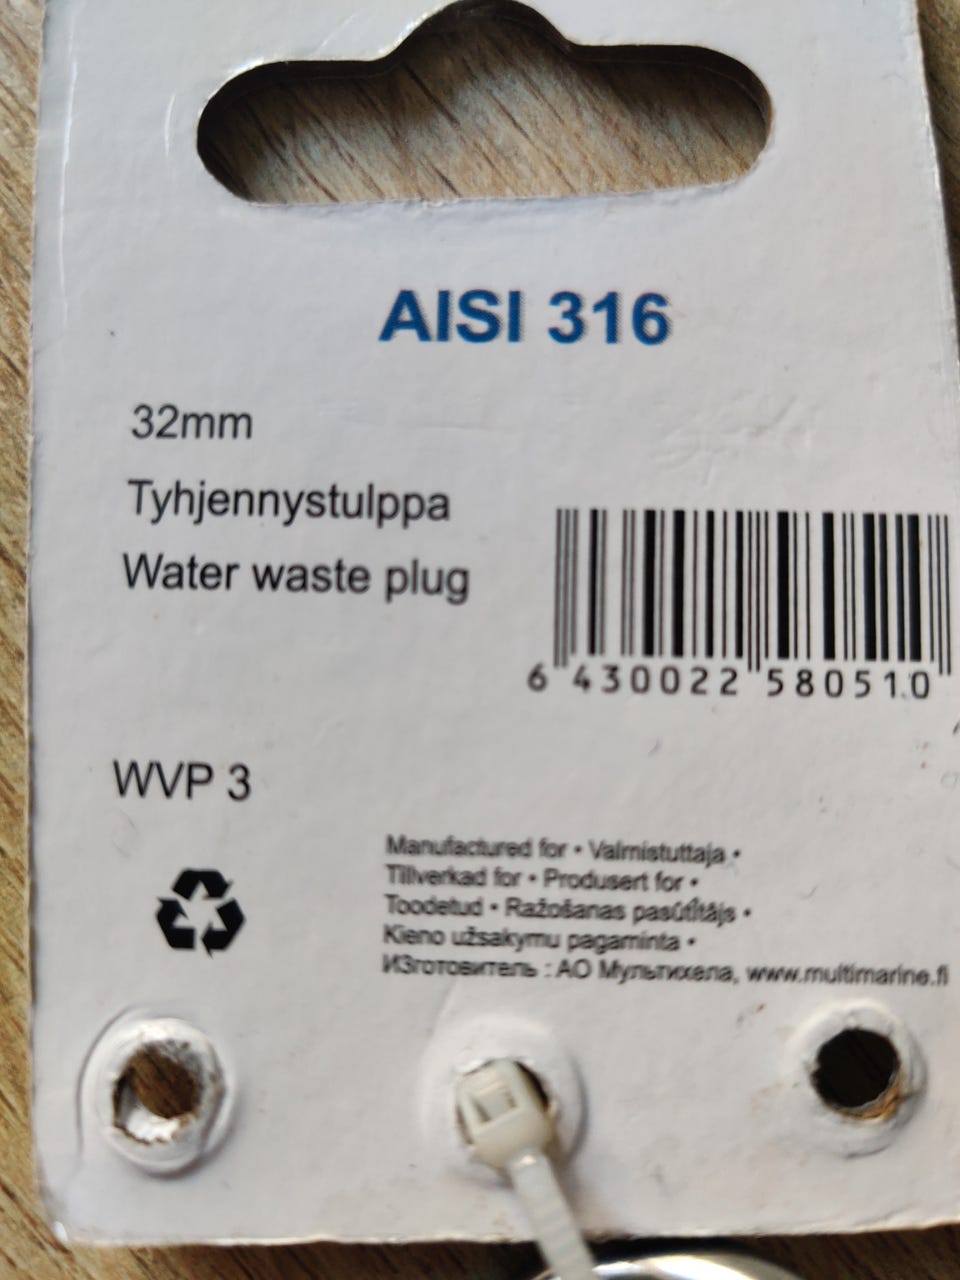 AISI 316
32mm
Tyhjennystulppa
Water waste plug
6 430022 580510
WVP 3
Manufactured for • Valmistuttaja •
Tillverkad for • Produsert for •
Toodetud • Ražošanas pasūtītājs •
Kieno užsakymu pagaminta •
Изготовитель : АО Мультихела, www.multimarine.fi